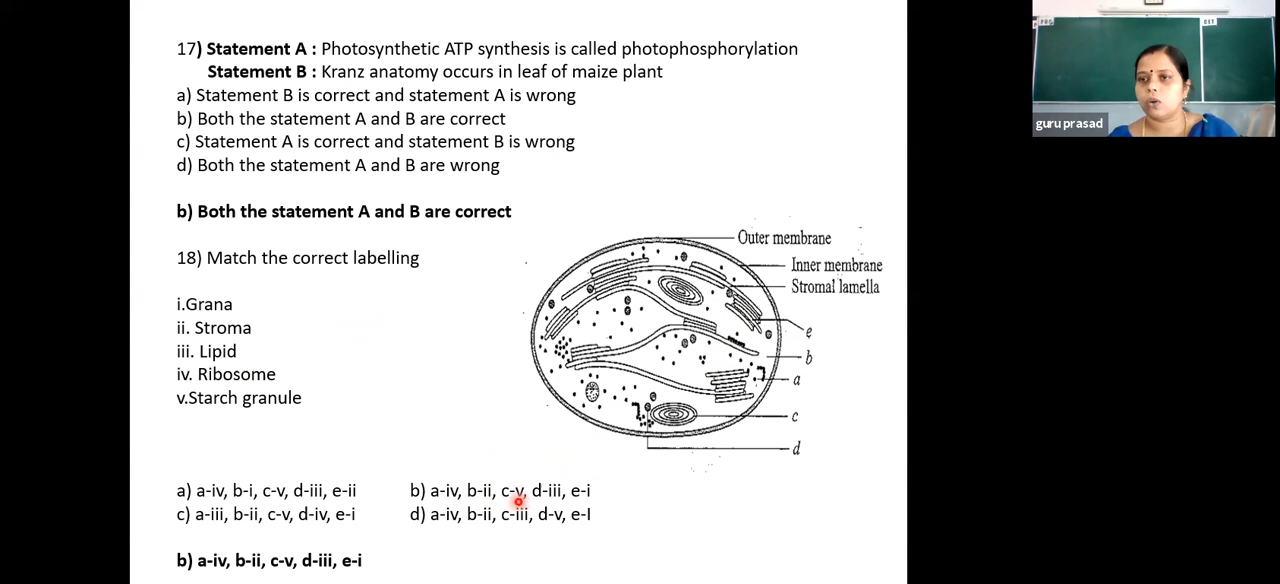 17) Statement A : Photosynthetic ATP synthesis is called photophosphorylation
Statement B : Kranz anatomy occurs in leaf of maize plant
a) Statement B is correct and statement A is wrong
b) Both the statement A and B are correct
c) Statement A is correct and statement B is wrong
d) Both the statement A and B are wrong
b) Both the statement A and B are correct
18) Match the correct labelling
i.Grana
ii. Stroma
iii. Lipid
iv. Ribosome
v.Starch granule
Outer membrane
Inner membrane
Stromal lamella
e
b
a
c
d
a) a-iv, b-i, c-v, d-iii, e-ii
b) a-iv, b-ii, c-v, d-iii, e-i
c) a-iii, b-ii, c-v, d-iv, e-i
d) a-iv, b-ii, c-iii, d-v, e-I
b) a-iv, b-ii, c-v, d-iii, e-i
guru prasad